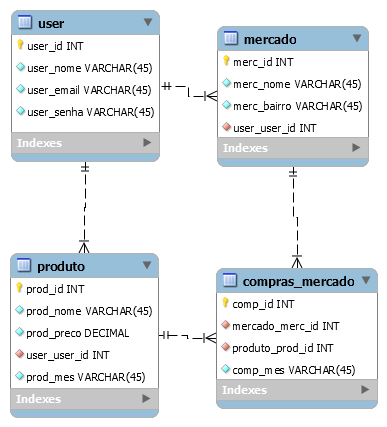 user
user_id INT
user_nome VARCHAR(45)
user_email VARCHAR(45)
user_senha VARCHAR(45)
Indexes
mercado
merc_id INT
merc_nome VARCHAR(45)
merc_bairro VARCHAR(45)
user_user_id INT
Indexes
produto
prod_id INT
prod_nome VARCHAR(45)
prod_preco DECIMAL
user_user_id INT
prod_mes VARCHAR(45)
Indexes
compras_mercado
comp_id INT
mercado_merc_id INT
produto_prod_id INT
comp_mes VARCHAR(45)
Indexes